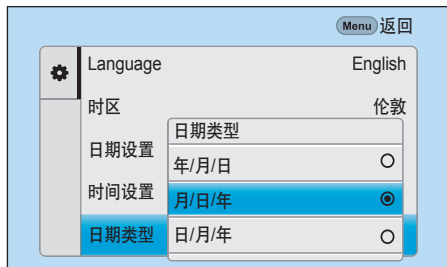 Menu 返回
Language English
时区 伦敦
日期类型
日期设置
年/月/日
时间设置
月/日/年
日期类型
日/月/年